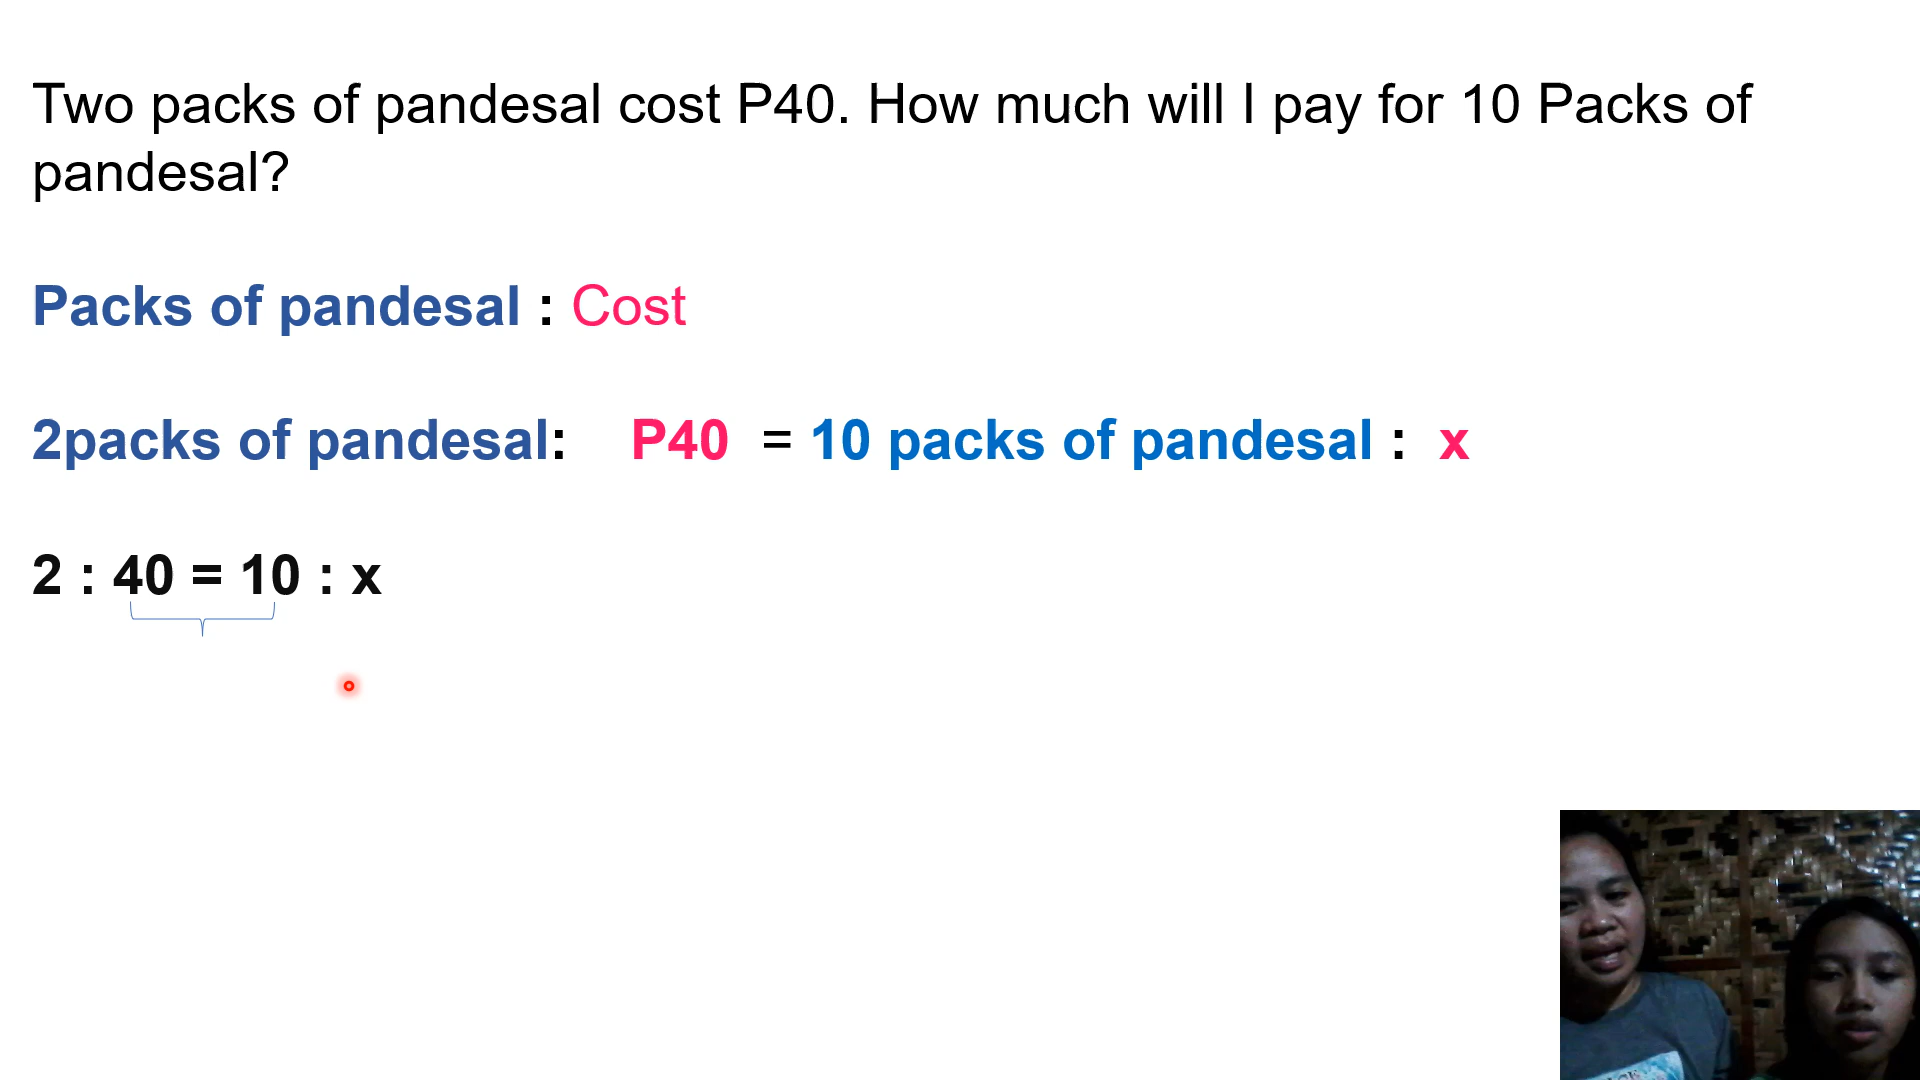 Two packs of pandesal cost P40. How much will I pay for 10 Packs of
pandesal?
Packs of pandesal : Cost
2packs of pandesal: P40 = 10 packs of pandesal : x
2 : 40 = 10 : x